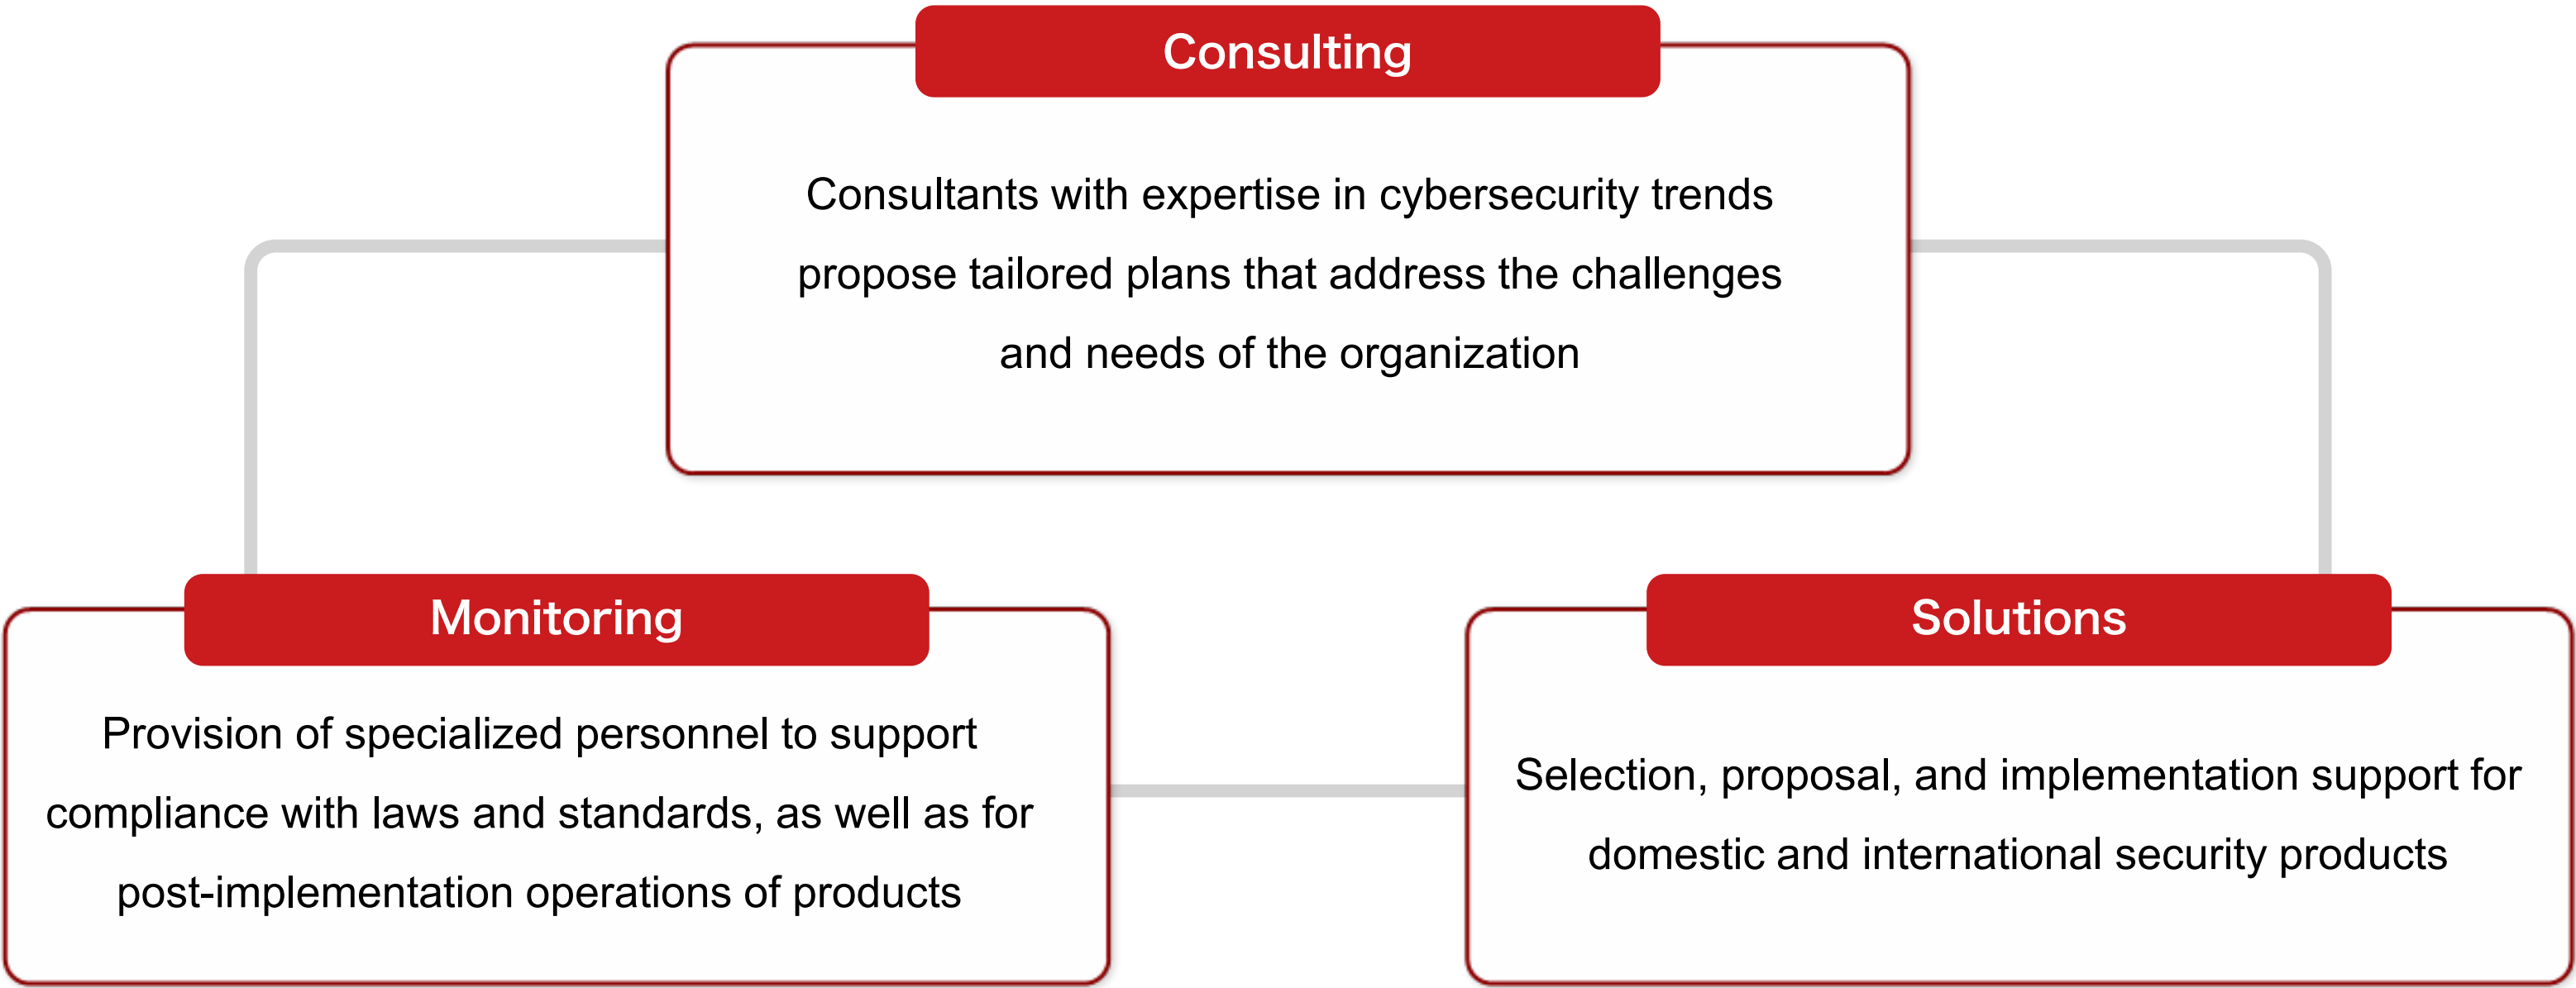 Consulting
Consultants with expertise in cybersecurity trends
propose tailored plans that address the challenges
and needs of the organization
Monitoring
Provision of specialized personnel to support
compliance with laws and standards, as well as for
post-implementation operations of products
Solutions
Selection, proposal, and implementation support for
domestic and international security products